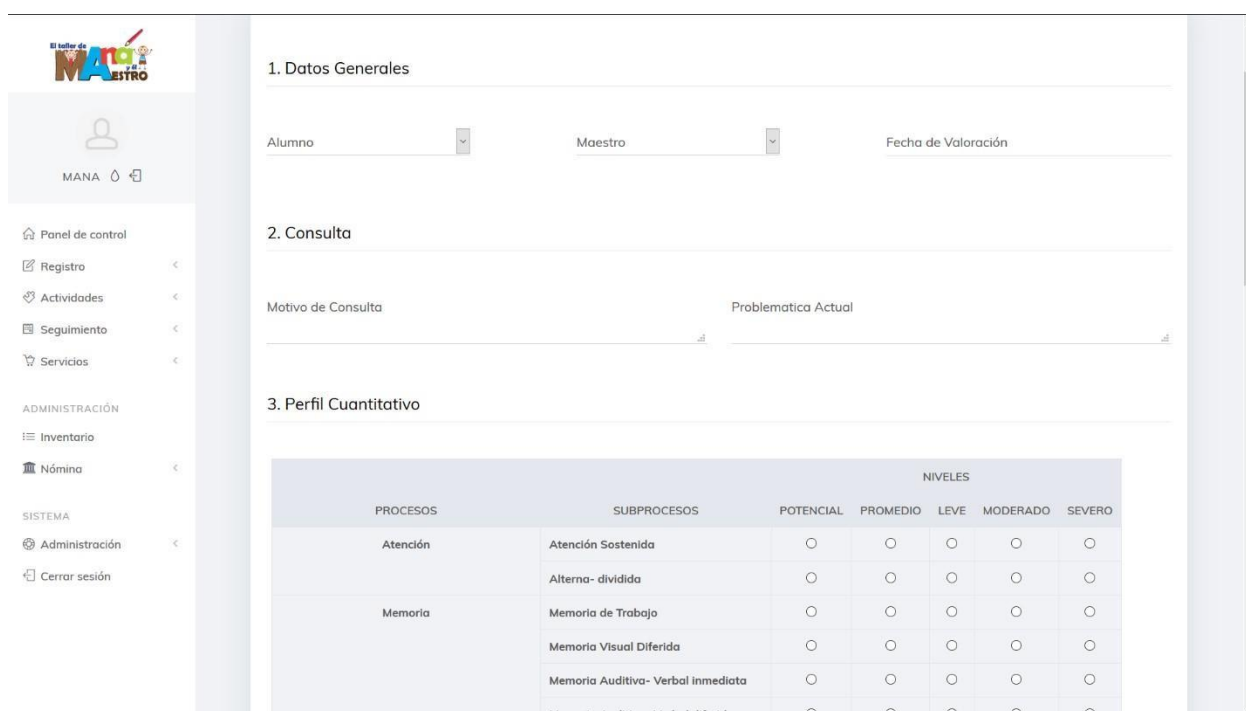 El taller de
Maná
y el
MAESTRO
MANA
Panel de control
Registro
Actividades
Seguimiento
Servicios
ADMINISTRACIÓN
Inventario
Nómina
SISTEMA
Administración
Cerrar sesión
1. Datos Generales
Alumno Maestro Fecha de Valoración
2. Consulta
Motivo de Consulta Problematica Actual
3. Perfil Cuantitativo
NIVELES
PROCESOS SUBPROCESOS POTENCIAL PROMEDIO LEVE MODERADO SEVERO
Atención Atención Sostenida
Alterna- dividida
Memoria Memoria de Trabajo
Memoria Visual Diferida
Memoria Auditiva- Verbal inmediata